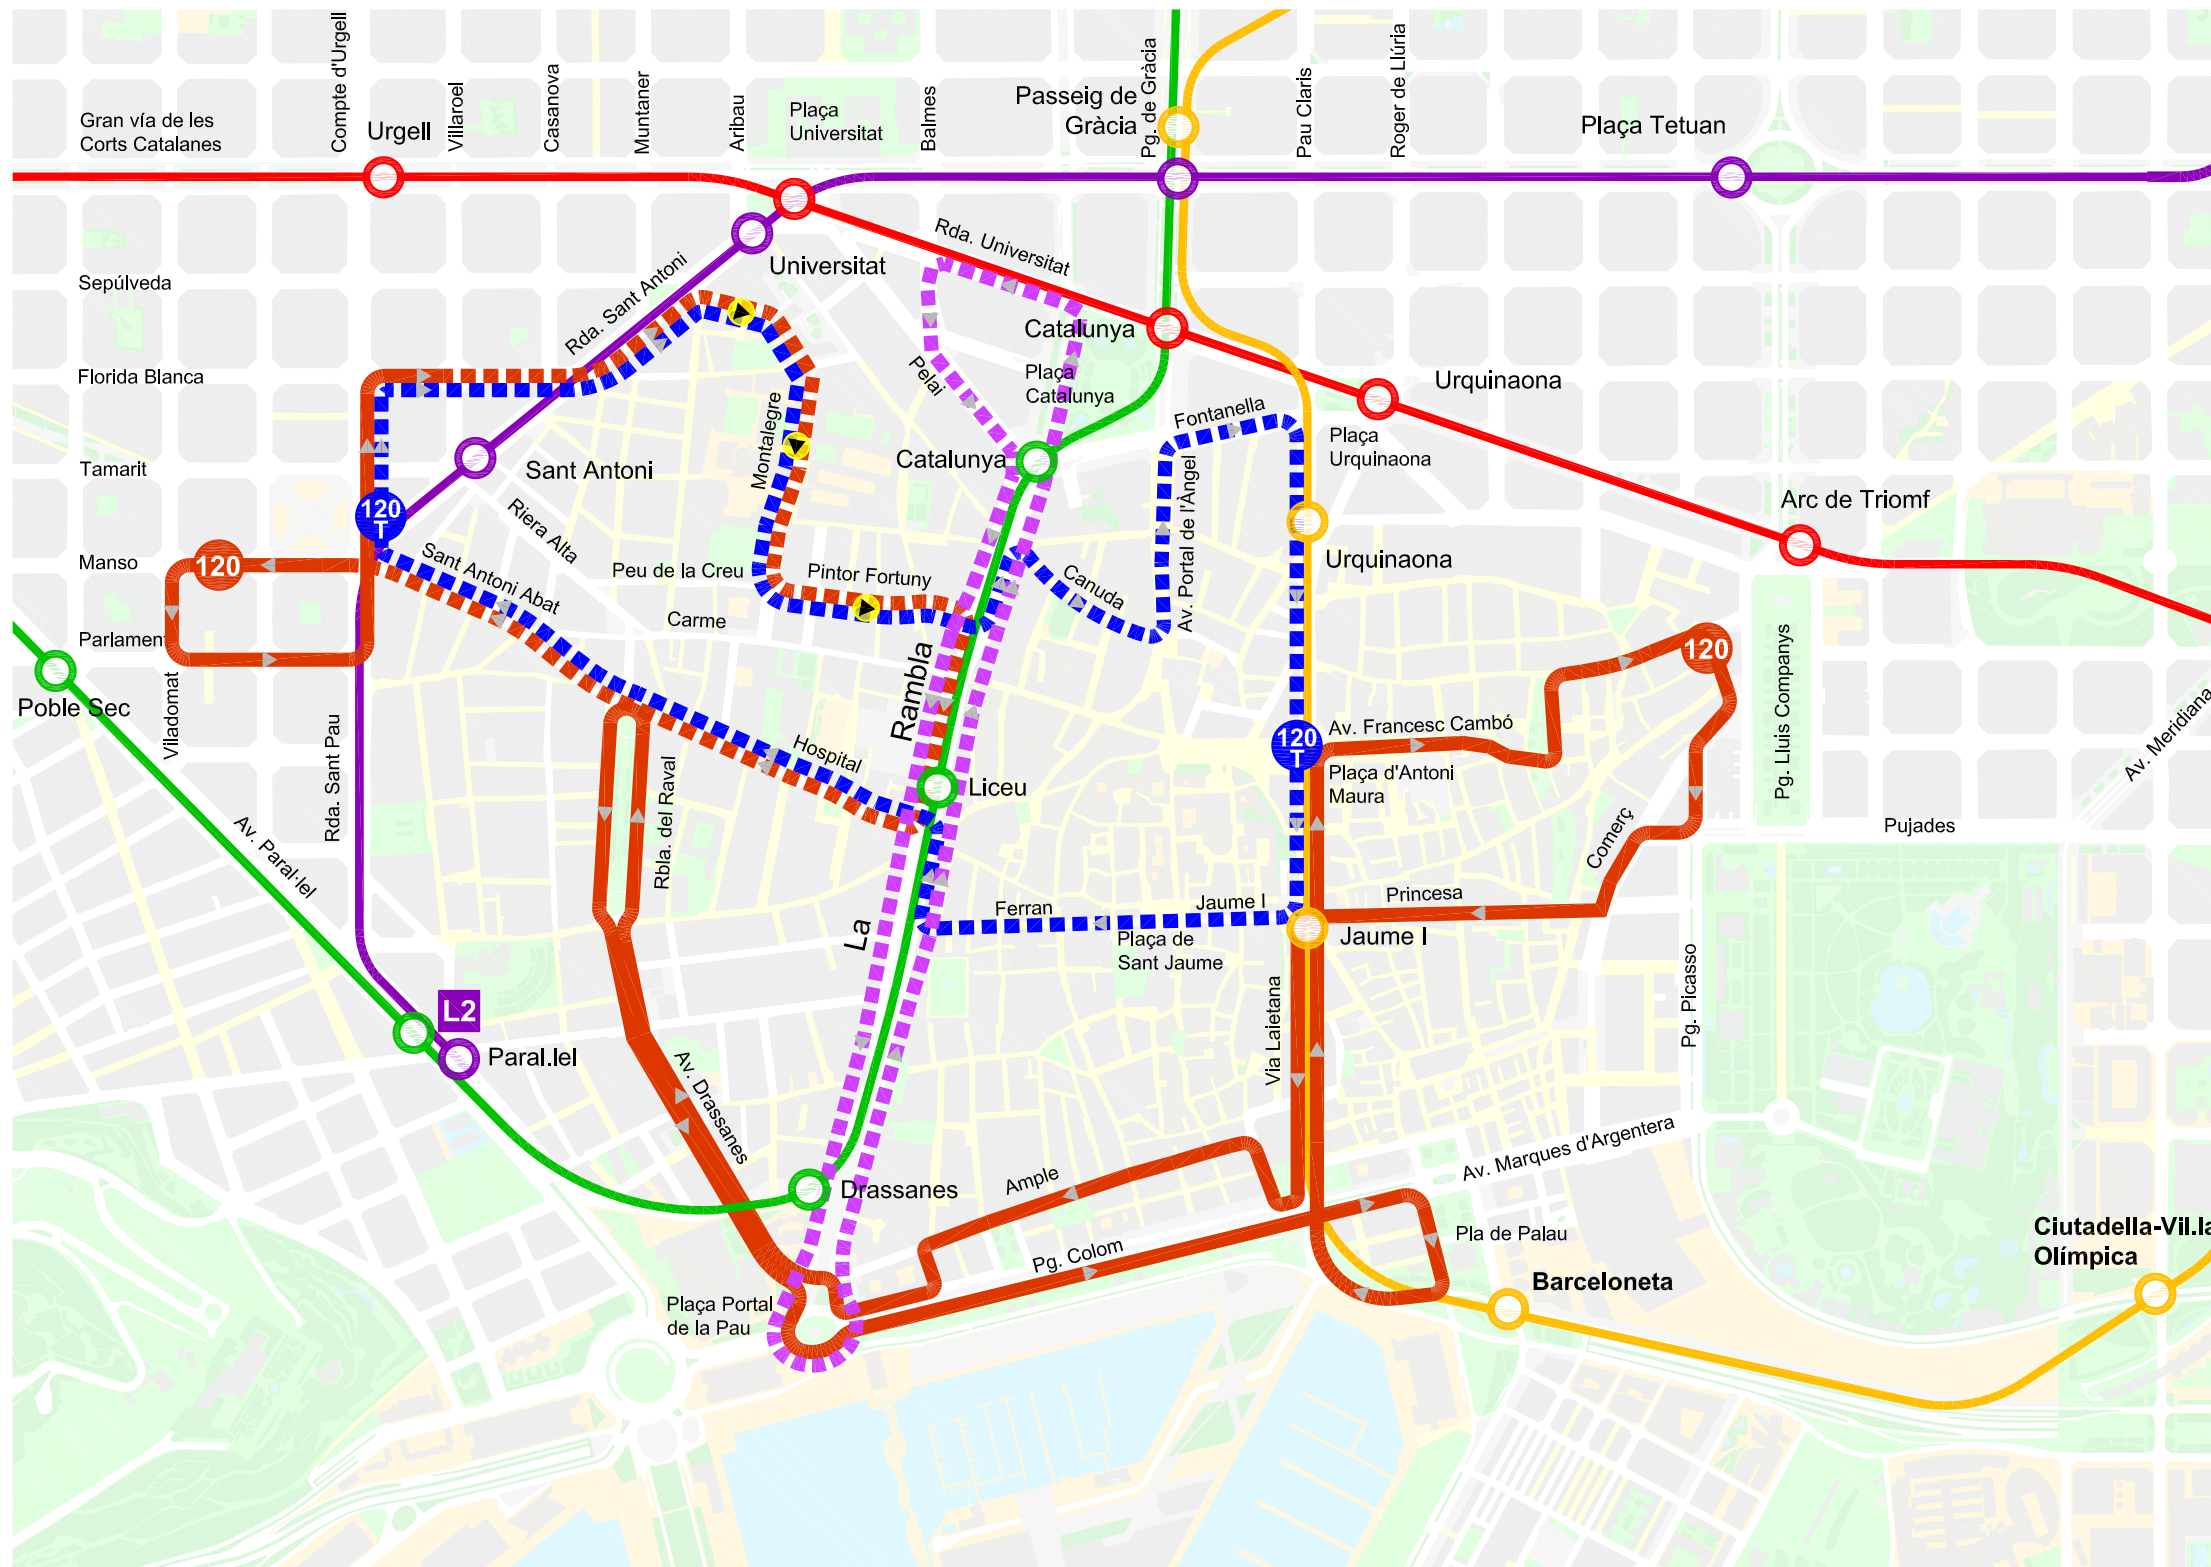 Compte d'Urgell
Villaroel
Casanova
Muntaner
Aribau
Balmes
Pg. de Gràcia
Pau Claris
Roger de Llúria
Gran vía de les
Corts Catalanes
Urgell
Plaça
Universitat
Passeig de
Gràcia
Plaça Tetuan
Rda. Universitat
Universitat
Rda. Sant Antoni
Sepúlveda
Catalunya
Florida Blanca
Pelai
Plaça
Catalunya
Urquinaona
Fontanella
Montalegre
Plaça
Urquinaona
Tamarit
Sant Antoni
Catalunya
Av. Portal de l'Àngel
Arc de Triomf
120
T
Riera Alta
Manso
120
Sant Antoni Abat
Peu de la Creu
Pintor Fortuny
Canuda
Urquinaona
Carme
Parlament
Poble Sec
Viladomat
Rda. Sant Pau
La
Rambla
120
Pg. Lluis Companys
Av. Meridiana
Av. Francesc Cambó
120
T
Hospital
Plaça d'Antoni
Maura
Liceu
Rbla. del Raval
Av. Paral·lel
Comerç
Pujades
Princesa
Ferran
Jaume I
Plaça de
Sant Jaume
Jaume I
Via Laietana
Pg. Picasso
L2
Paral.lel
Av. Drassanes
Drassanes
Ample
Av. Marques d'Argentera
Pg. Colom
Pla de Palau
Ciutadella-Vil.la
Olímpica
Barceloneta
Plaça Portal
de la Pau